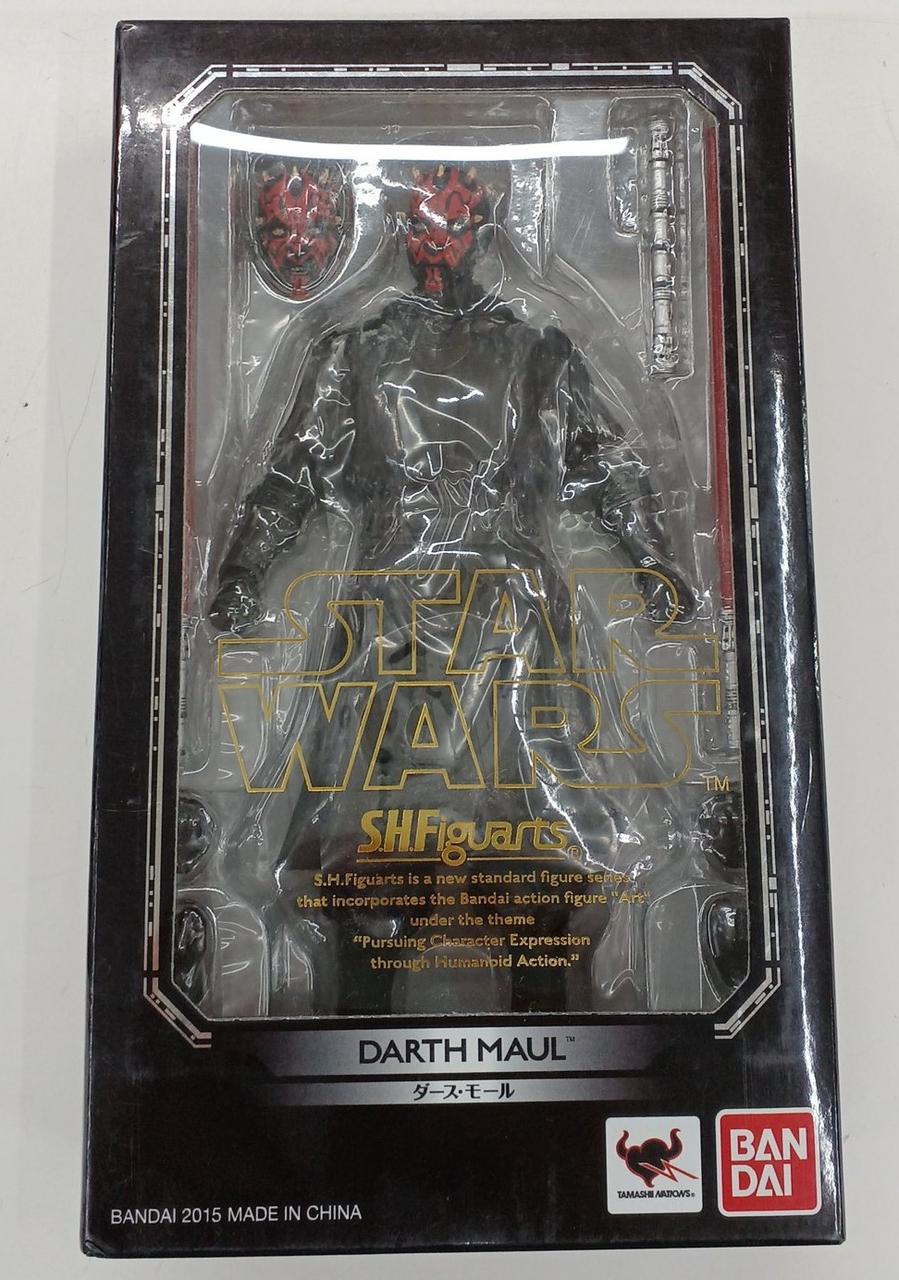 STAR
WARS
TM
S.H.Figuarts®
S.H.Figuarts is a new standard figure series
that incorporates the Bandai action figure "Art"
under the theme
“Pursuing Character Expression
through Humanoid Action.”
DARTH MAUL™
ダース・モール
TAMASHII NATIONS®
BAN
DAI
BANDAI 2015 MADE IN CHINA